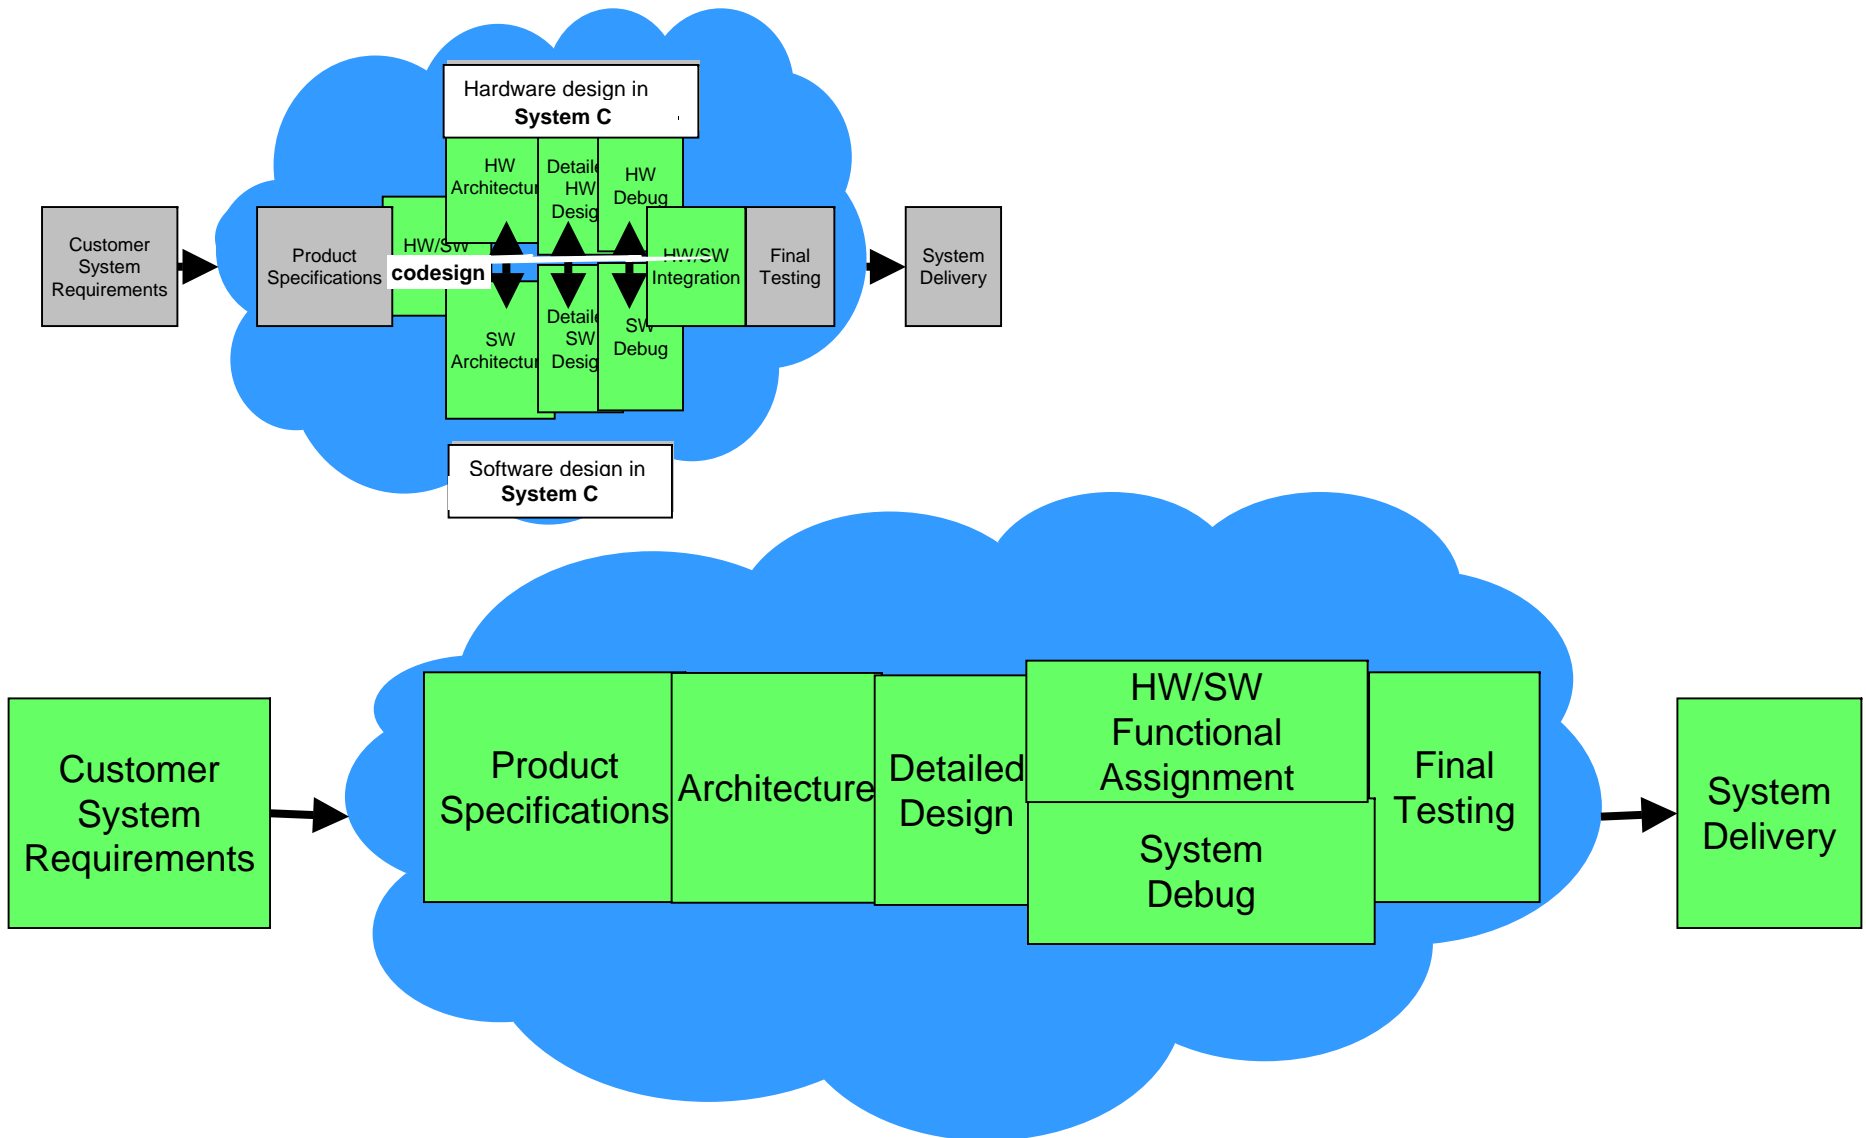 Hardware design in
System C
HW
Architectur
Detaile
HW
Desig
HW
Debug
Customer
System
Requirements
Product
Specifications
HW/SW
codesign
HW/SW
Integration
Final
Testing
System
Delivery
SW
Architectur
Detaile
SW
Desig
SW
Debug
Software design in
System C
Customer
System
Requirements
Product
Specifications
Architecture
Detailed
Design
HW/SW
Functional
Assignment
System
Debug
Final
Testing
System
Delivery